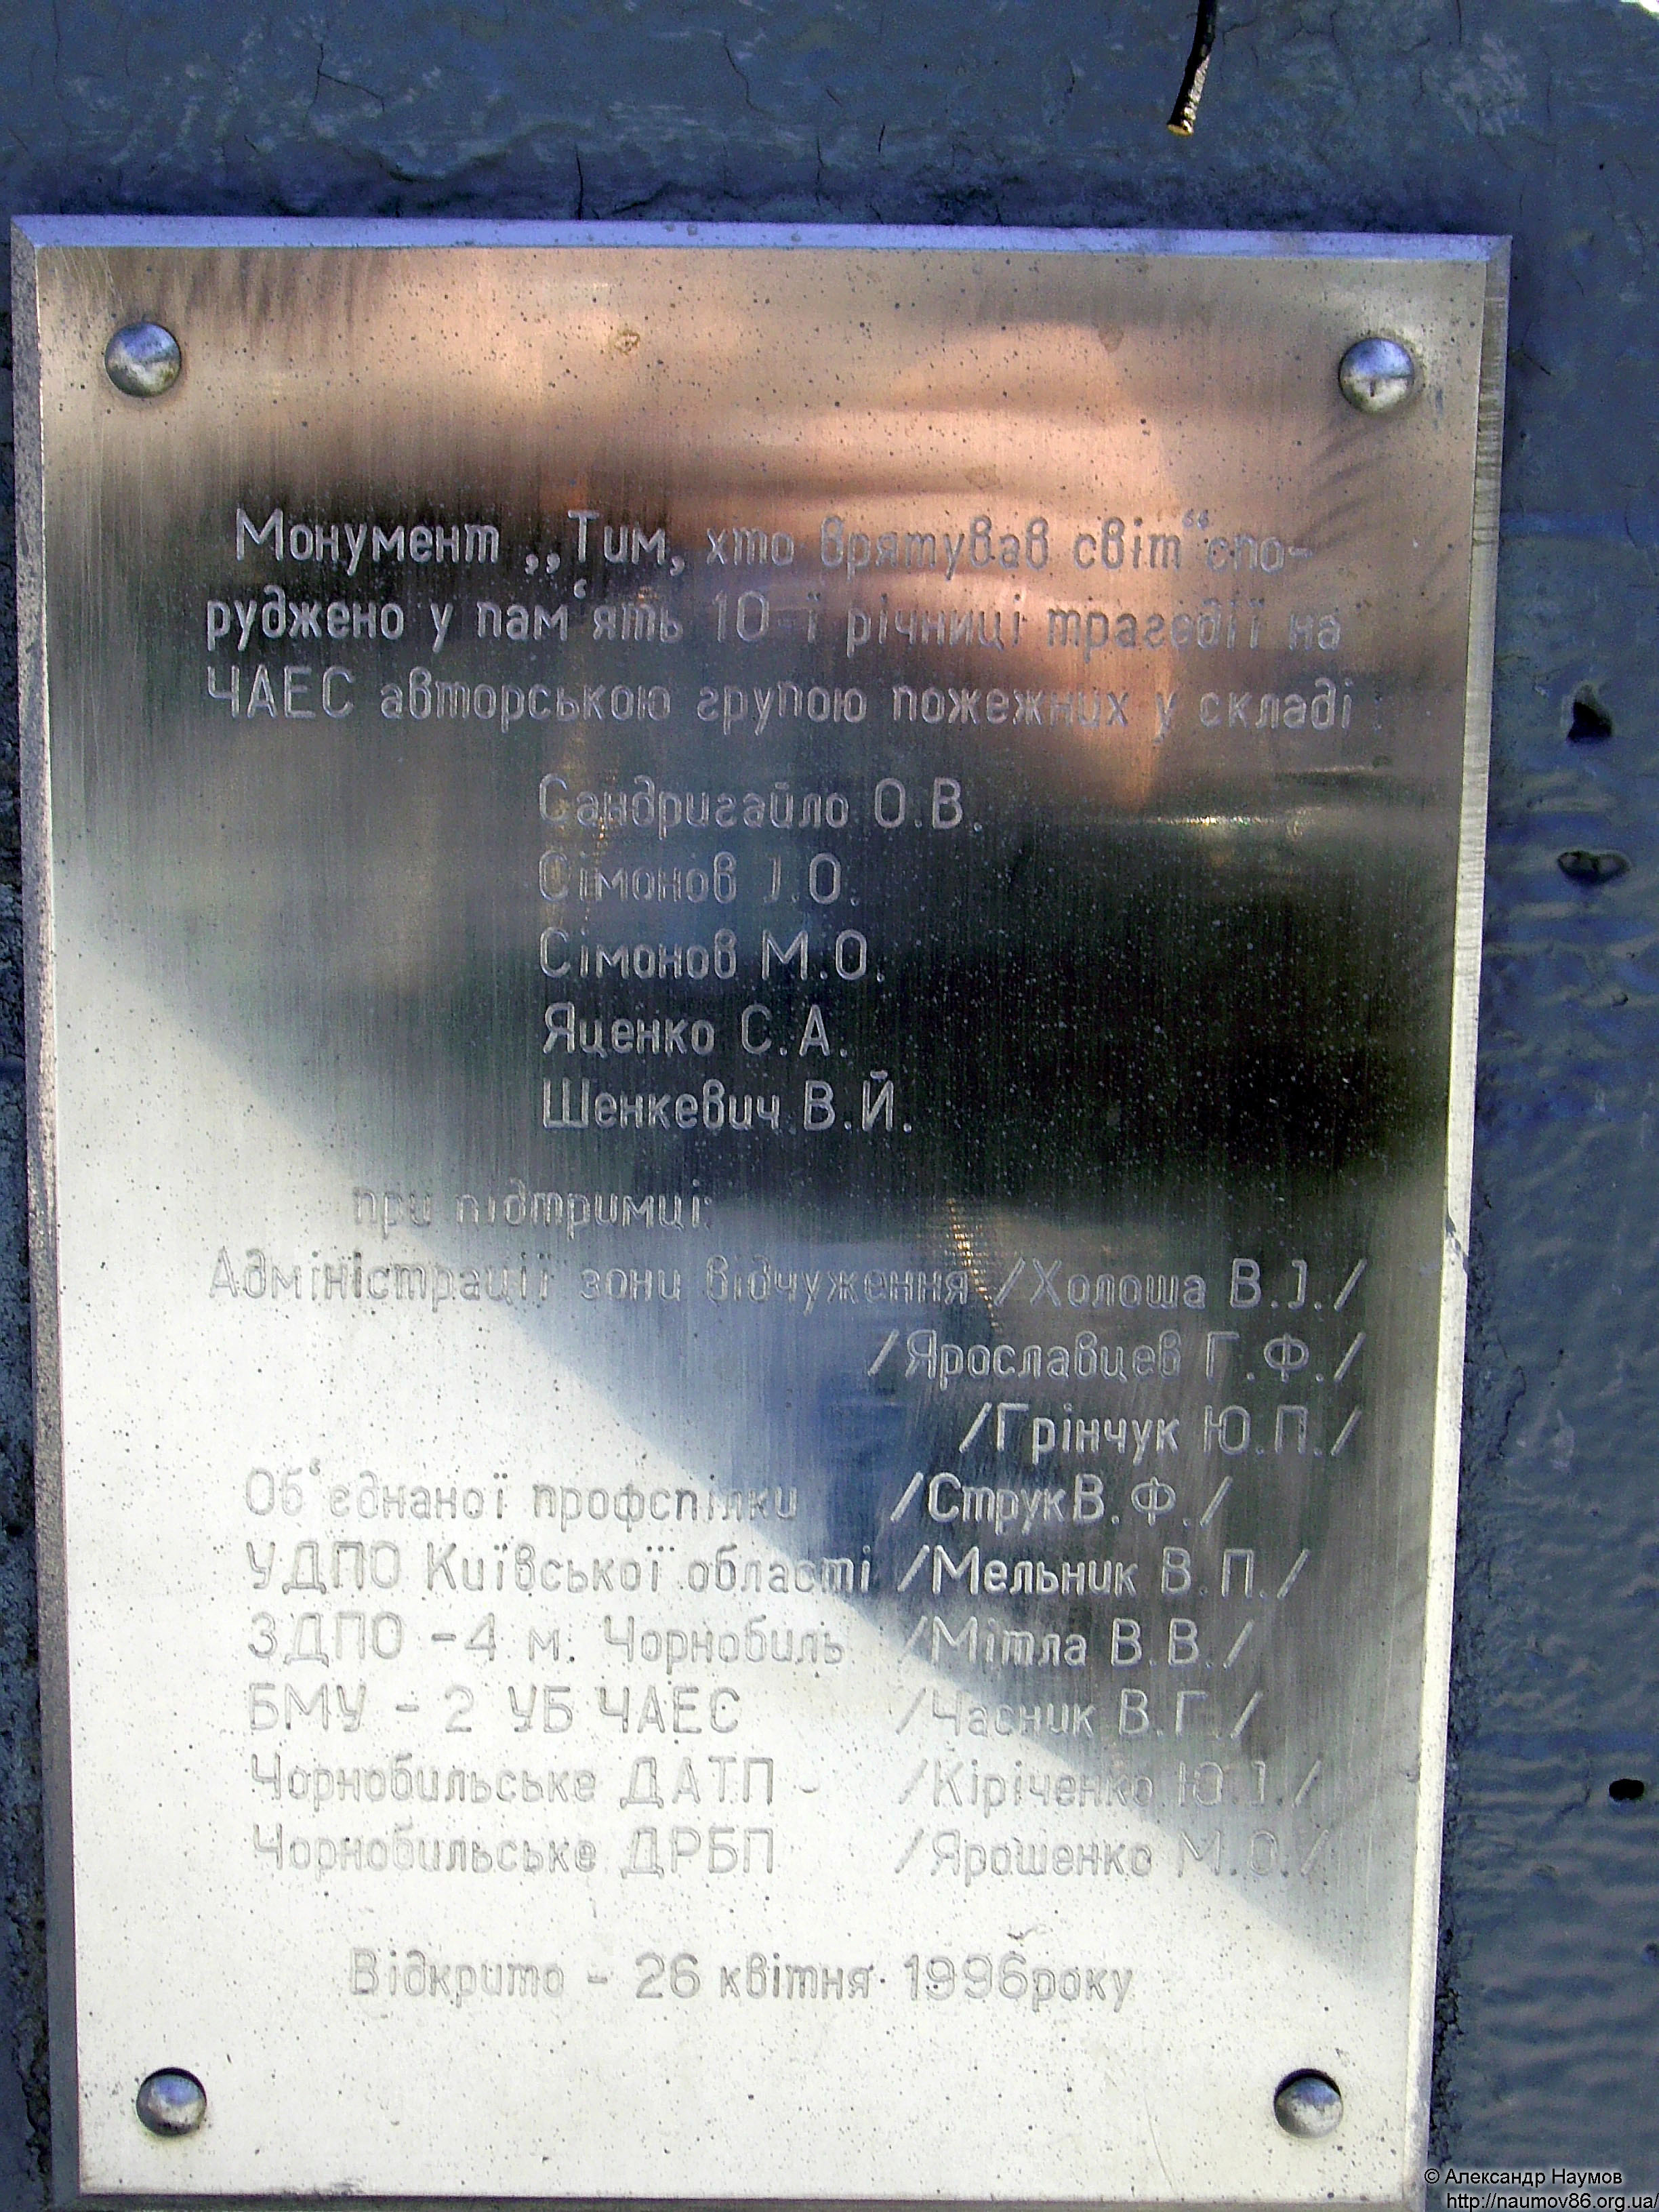 Монумент „Тим, хто врятував світ“ спо-
руджено у пам‘ять 10-ї річниці трагедії на
ЧАЕС авторською групою пожежних у складі :
Сандригайло О.В.
Сімонов І.О.
Сімонов М.О.
Яценко С.А.
Шенкевич В.Й.
при підтримці:
Адміністрації зони відчуження /Холоша В.І./
/Ярославцев Г.Ф./
/Грінчук Ю.П./
Об‘єднаної профспілки /Струк В.Ф./
УДПО Київської області /Мельник В.П./
ЗДПО -4 м. Чорнобиль /Мітла В.В./
БМУ - 2 УБ ЧАЕС /Часник В.Г./
Чорнобильське ДАТП - /Кіріченко Ю.І./
Чорнобильське ДРБП /Ярошенко М.О./
Відкрито - 26 квітня 1996 року
© Александр Наумов
http://naumov86.org.ua/